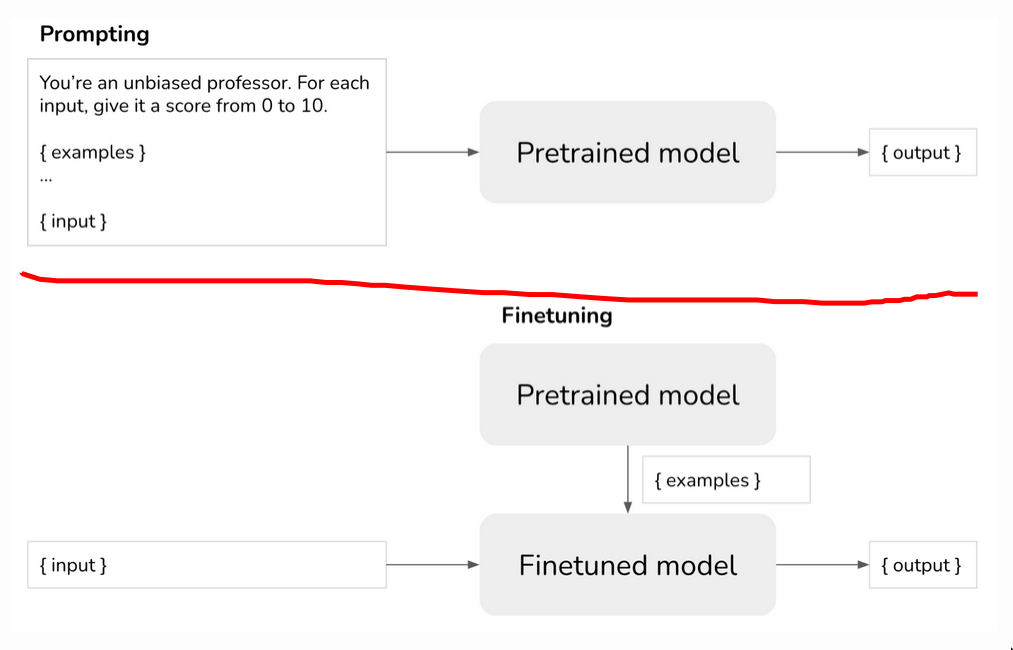 Prompting
You’re an unbiased professor. For each
input, give it a score from 0 to 10.
{ examples }
...
{ input }
Pretrained model
{ output }
Finetuning
Pretrained model
{ examples }
{ input }
Finetuned model
{ output }